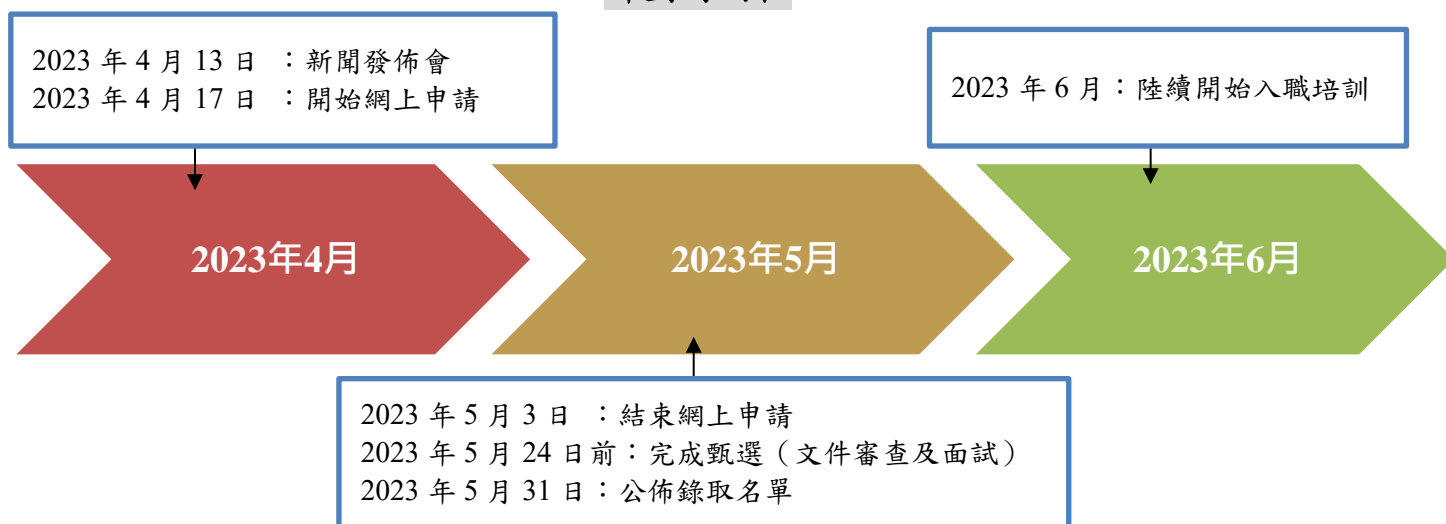 2023 年 4 月 13 日 ：新聞發佈會
2023 年 4 月 17 日 ：開始網上申請
2023 年 6 月：陸續開始入職培訓
2023年4月
2023年5月
2023年6月
2023 年 5 月 3 日 ：結束網上申請
2023 年 5 月 24 日前：完成甄選（文件審查及面試）
2023 年 5 月 31 日：公佈錄取名單